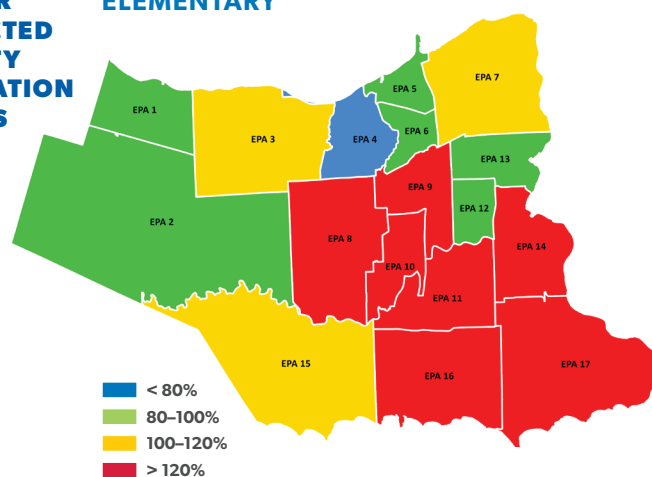 ELEMENTARY
EPA 1
EPA 2
EPA 3
EPA 4
EPA 5
EPA 6
EPA 7
EPA 8
EPA 9
EPA 10
EPA 11
EPA 12
EPA 13
EPA 14
EPA 15
EPA 16
EPA 17
< 80%
80–100%
100–120%
> 120%